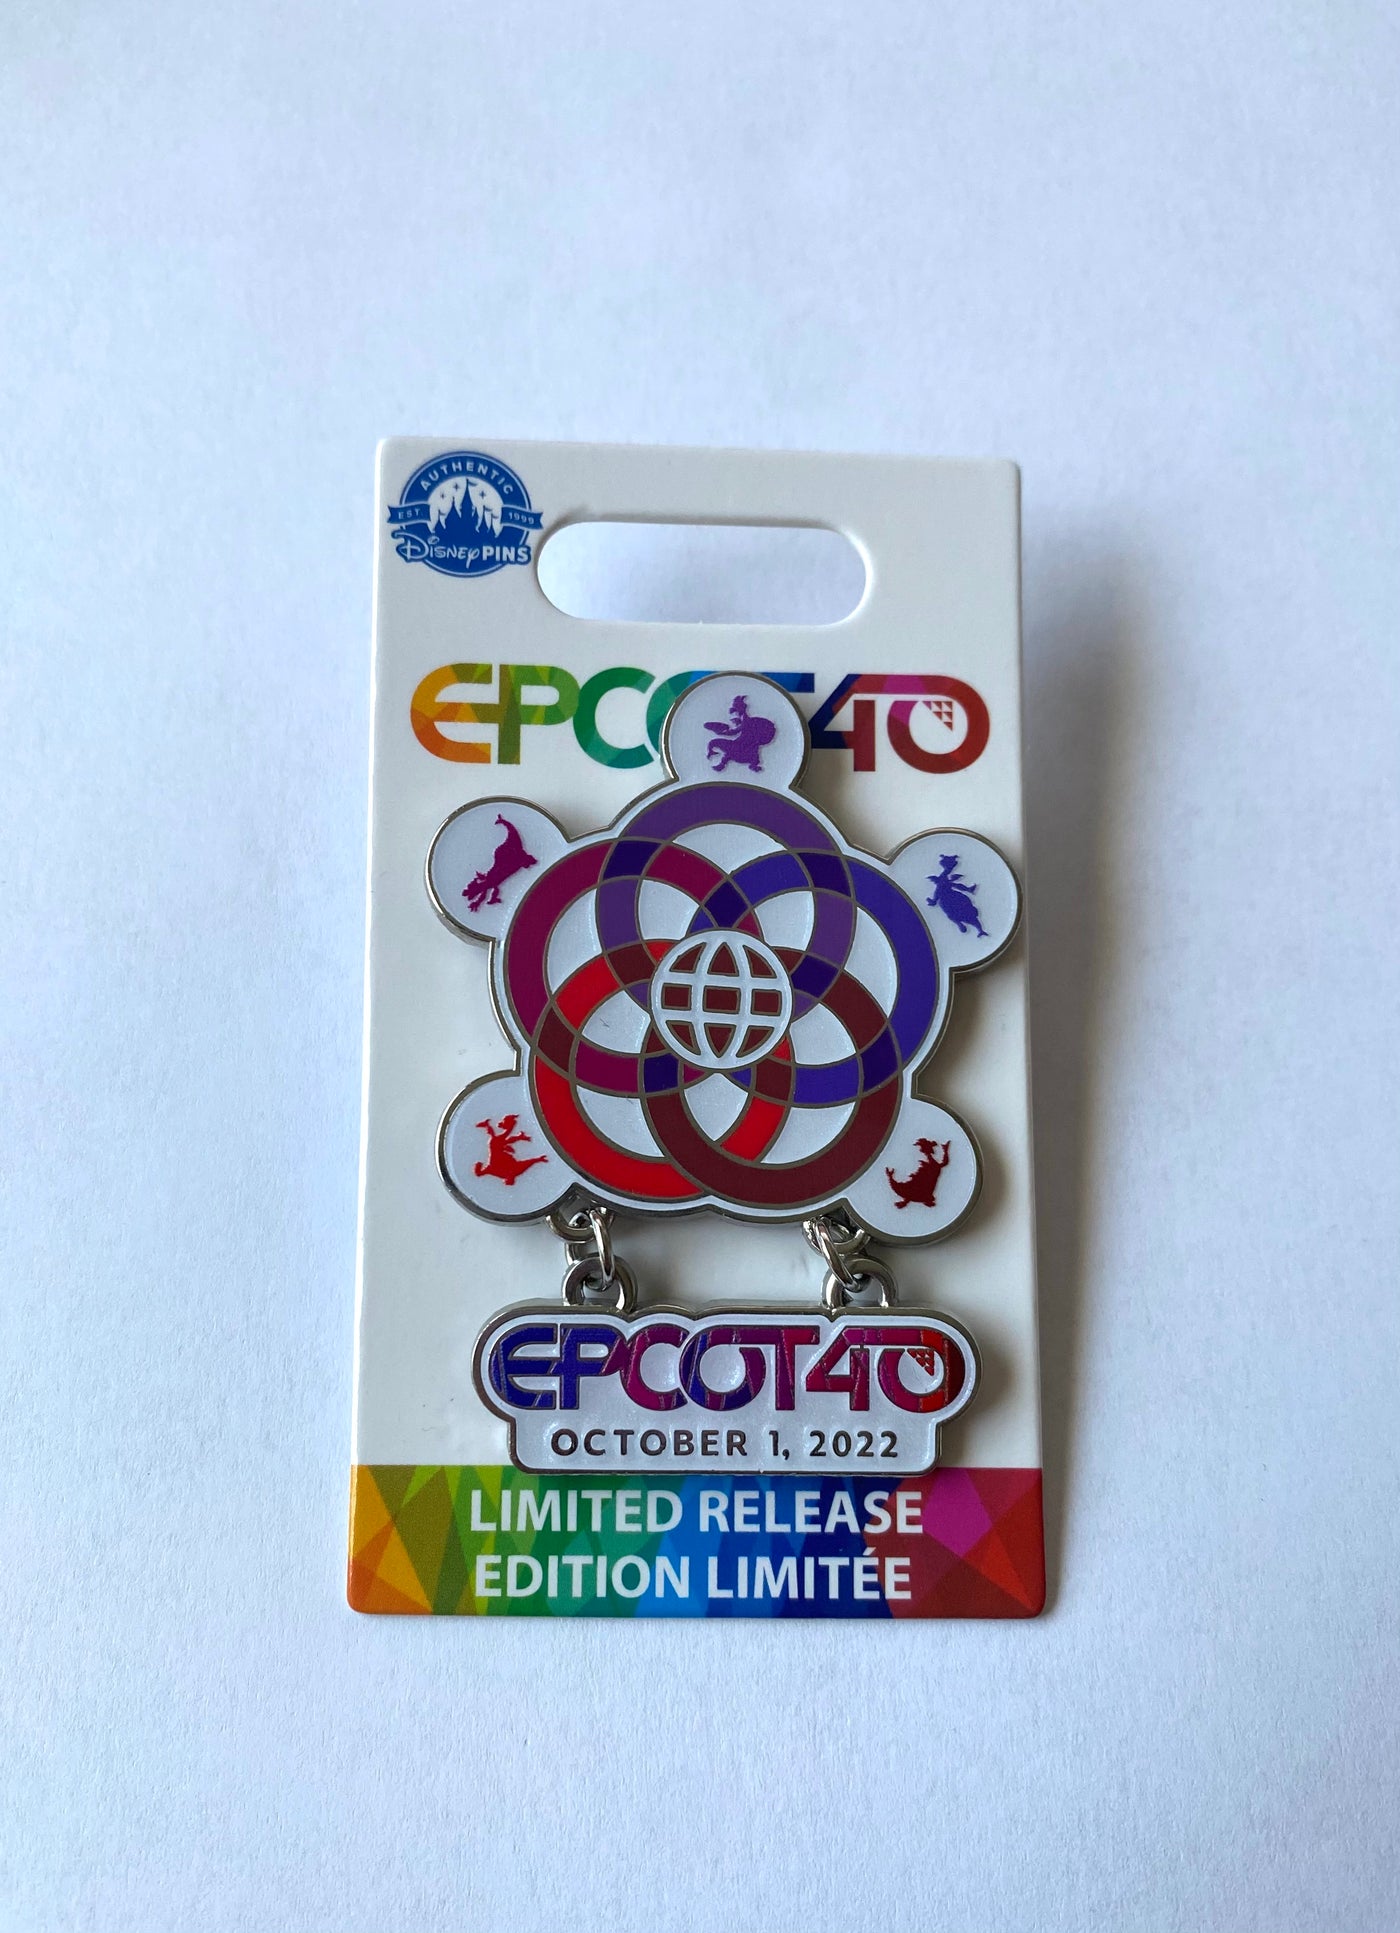 AUTHENTIC
EST. 1999
Disney PINS
EPCOT40
EPCOT40
OCTOBER 1, 2022
LIMITED RELEASE
EDITION LIMITÉE